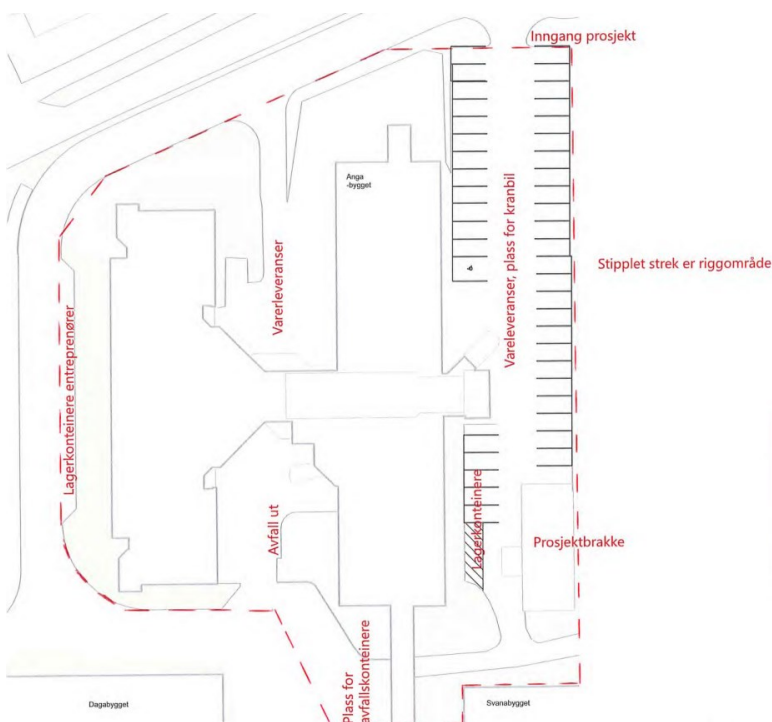 Inngang prosjekt
Anga
-bygget
Stipplet strek er riggområde
Vareleveranser, plass for kranbil
Varerleveranser
Lagerkonteinere entreprenører
Lagerkonteinere
Prosjektbrakke
Avfall ut
Plass for
avfallskonteinere
Dagabygget
Svanabygget